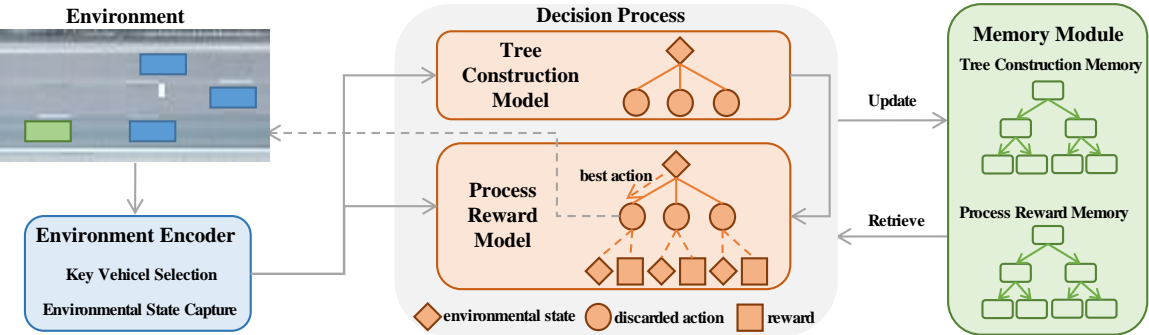 Environment
Decision Process
Tree
Construction
Model
Process
Reward
Model
best action
environmental state
discarded action
reward
Environment Encoder
Key Vehicel Selection
Environmental State Capture
Update
Retrieve
Memory Module
Tree Construction Memory
Process Reward Memory